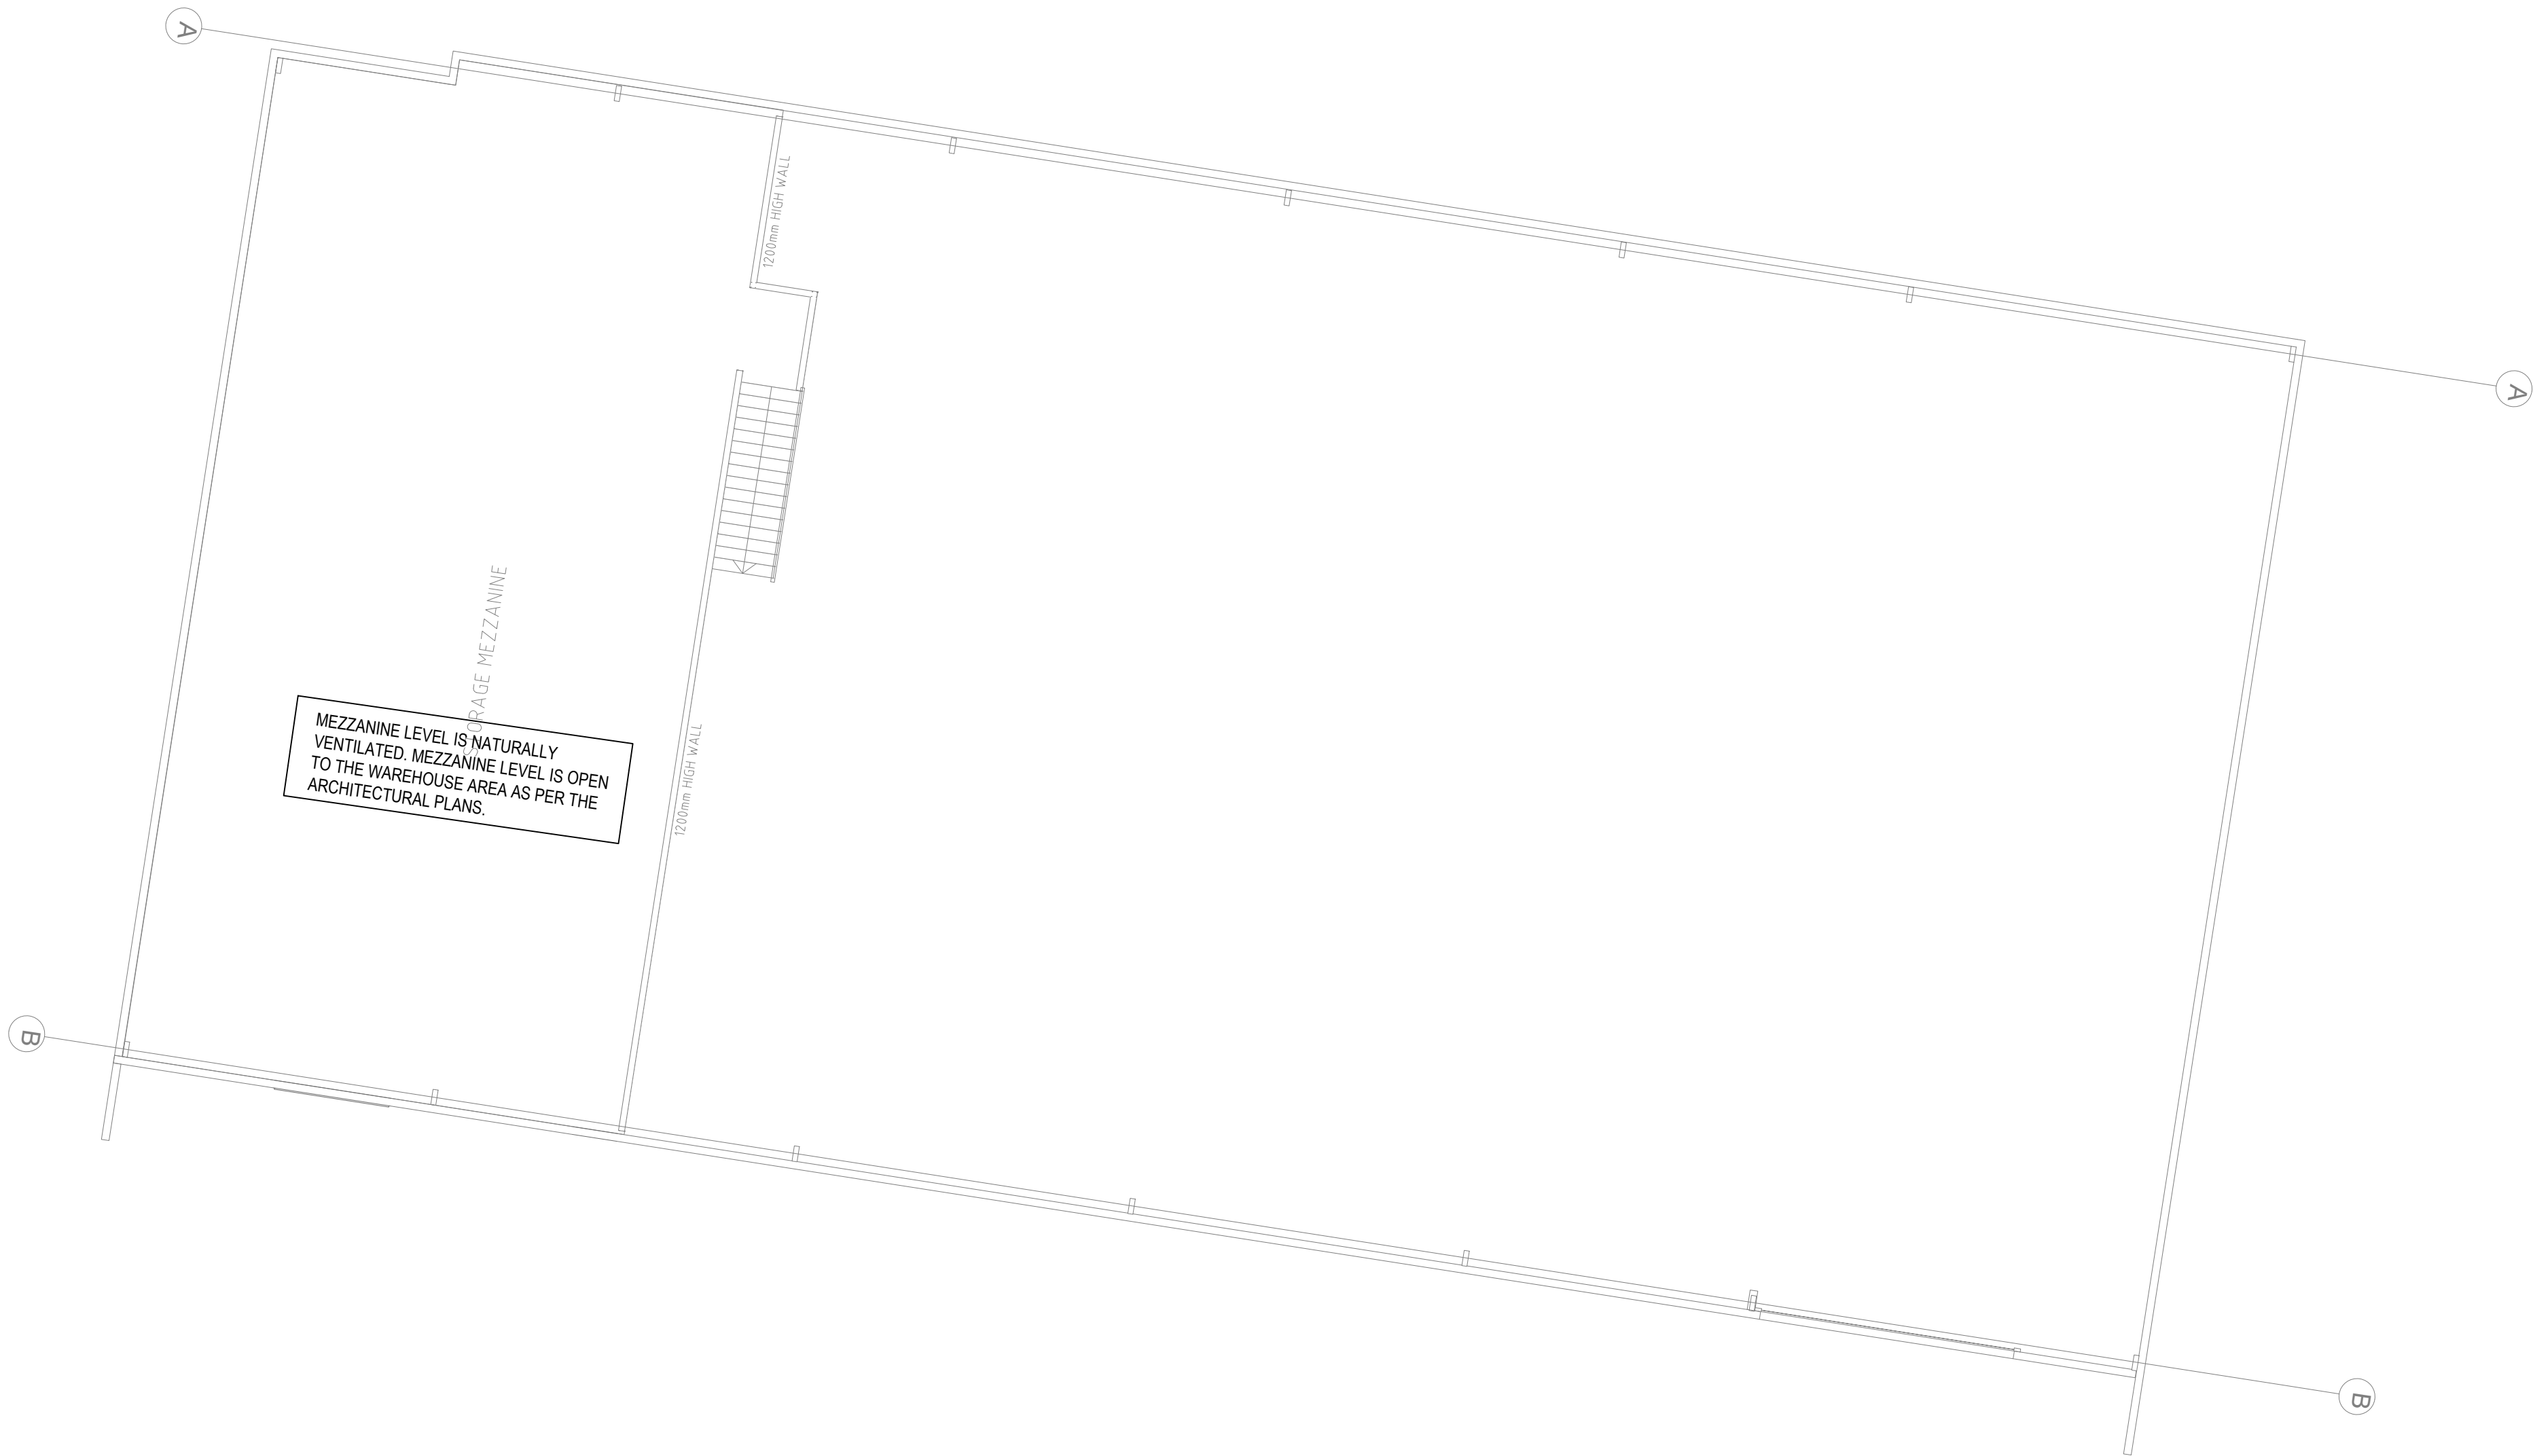 A
1200mm HIGH WALL
A
STORAGE MEZZANINE
MEZZANINE LEVEL IS NATURALLY
VENTILATED. MEZZANINE LEVEL IS OPEN
TO THE WAREHOUSE AREA AS PER THE
ARCHITECTURAL PLANS.
1200mm HIGH WALL
B
B